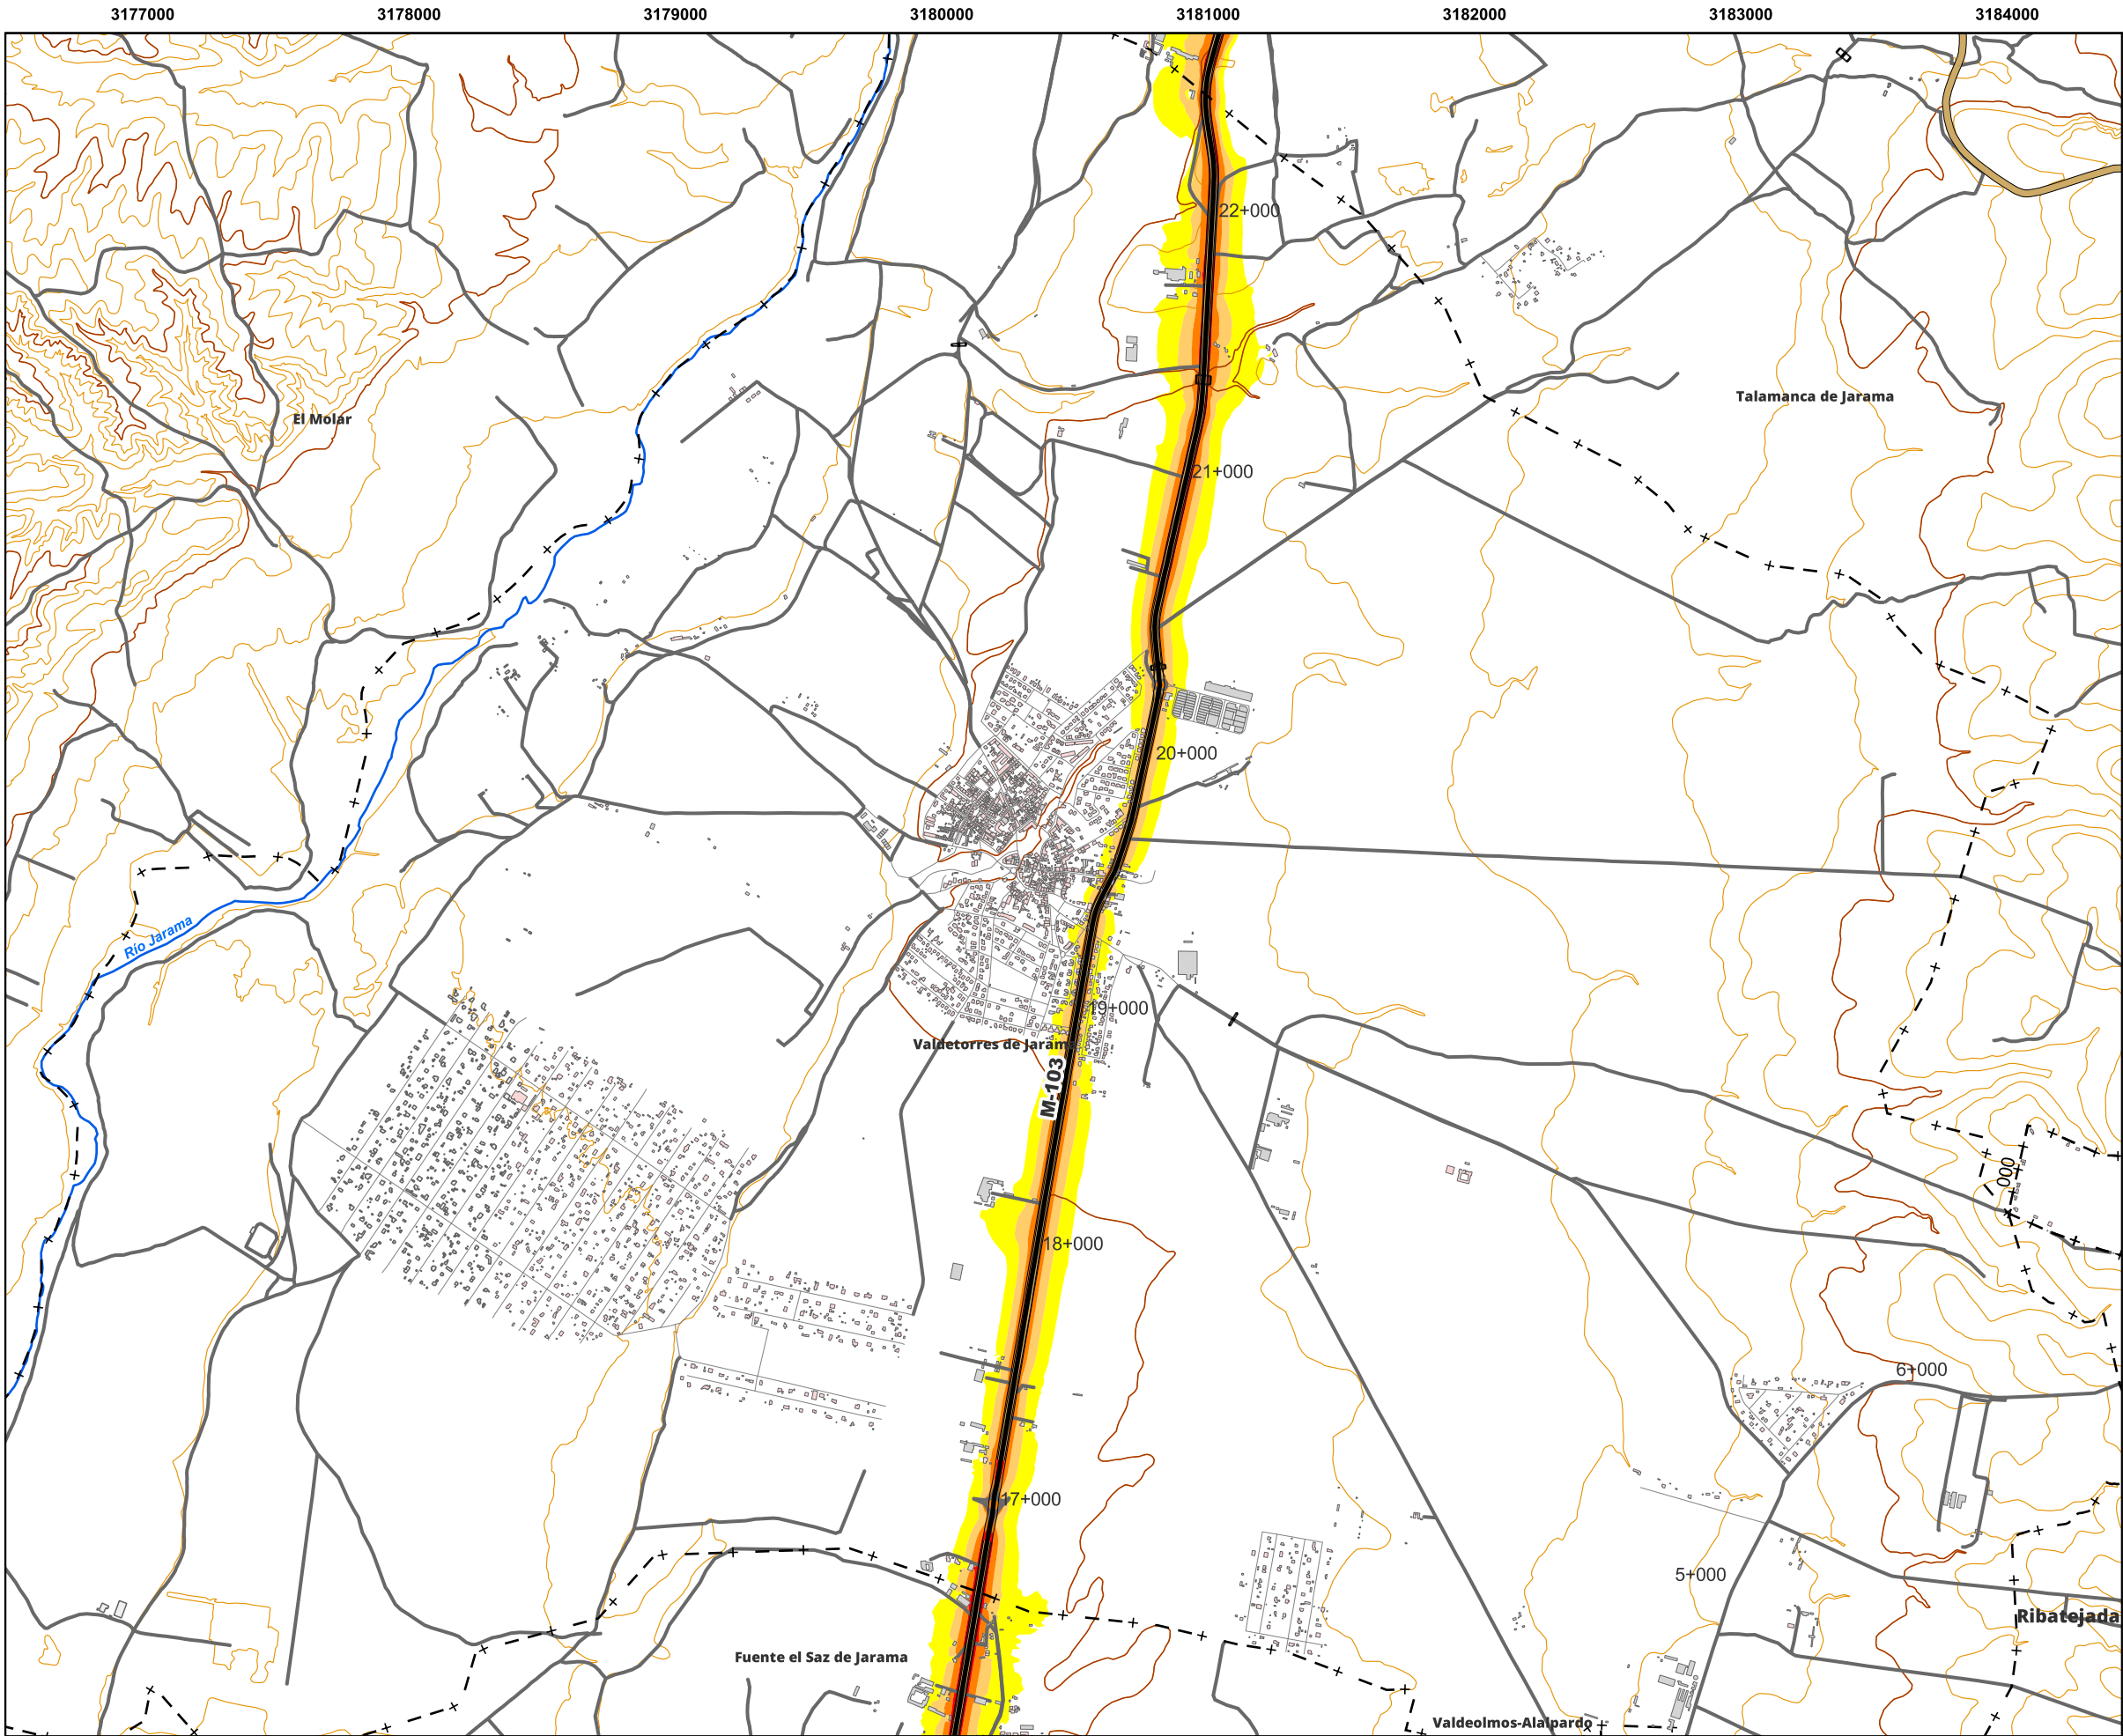 3177000 3178000 3179000 3180000 3181000 3182000 3183000 3184000
22+000
Talamanca de Jarama
El Molar
21+000
20+000
Río Jarama
19+000
Valdetorres de Jarama
M-103
000
18+000
6+000
17+000
5+000
Ribatejada
Fuente el Saz de Jarama
Valdeolmos-Alalpardo